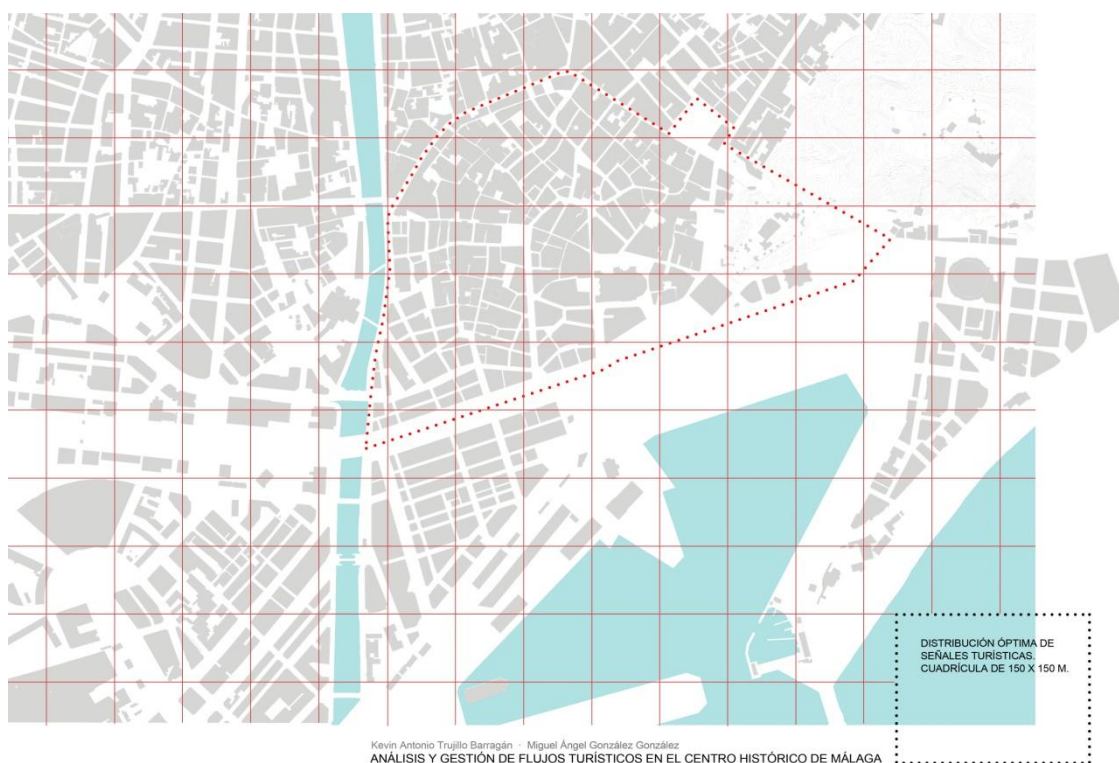 DISTRIBUCIÓN ÓPTIMA DE
SEÑALES TURÍSTICAS.
CUADRÍCULA DE 150 X 150 M.
Kevin Antonio Trujillo Barragán · Miguel Ángel González González
ANÁLISIS Y GESTIÓN DE FLUJOS TURÍSTICOS EN EL CENTRO HISTÓRICO DE MÁLAGA